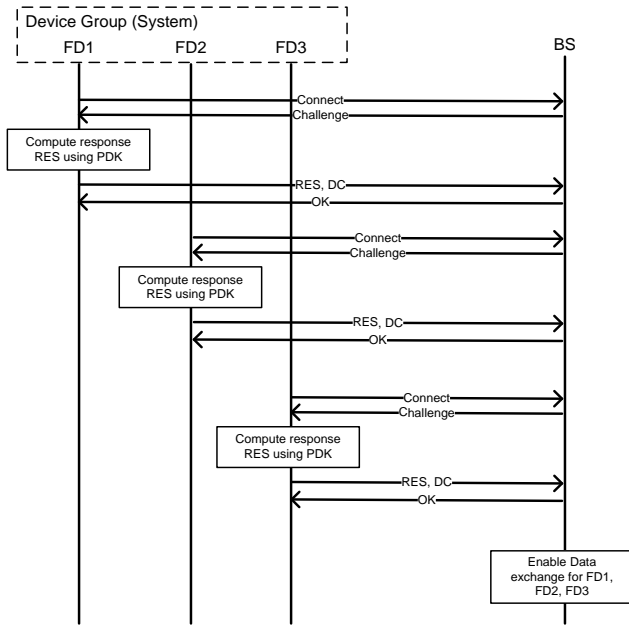 Device Group (System)
FD1 FD2 FD3 BS
Connect
Challenge
Compute response
RES using PDK
RES, DC
OK
Connect
Challenge
Compute response
RES using PDK
RES, DC
OK
Connect
Challenge
Compute response
RES using PDK
RES, DC
OK
Enable Data
exchange for FD1,
FD2, FD3